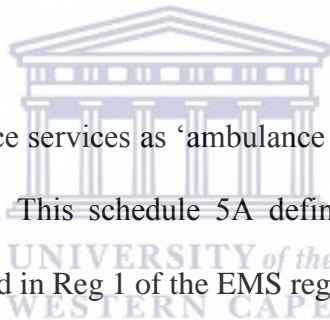 ce services as ‘ambulance
. This schedule 5A defin
UNIVERSITY of the
d in Reg 1 of the EMS reg
WESTERN CAPE